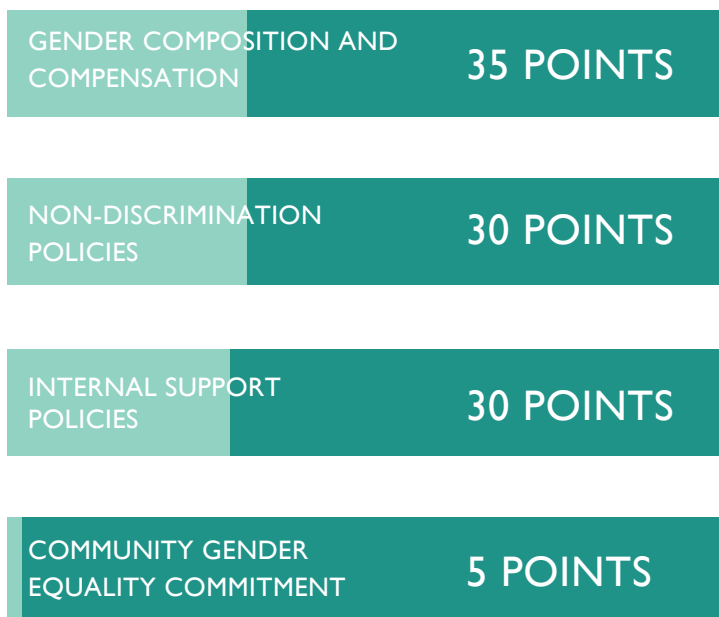 GENDER COMPOSITION AND
COMPENSATION
35 POINTS
NON-DISCRIMINATION
POLICIES
30 POINTS
INTERNAL SUPPORT
POLICIES
30 POINTS
COMMUNITY GENDER
EQUALITY COMMITMENT
5 POINTS